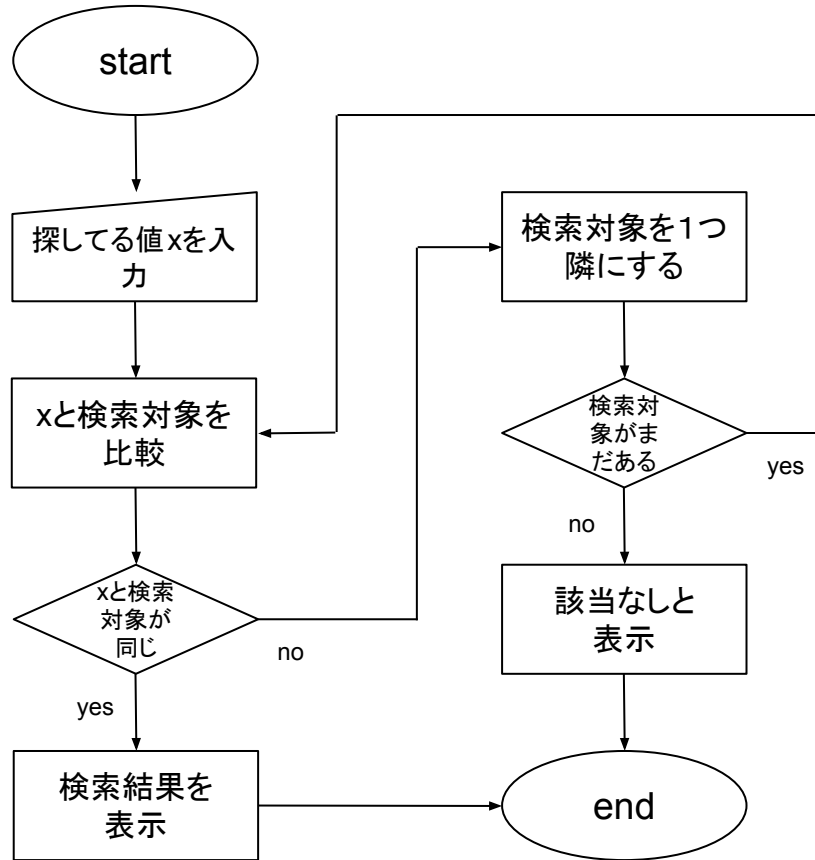 start
探してる値xを入
力
xと検索対象を
比較
xと検索
対象が
同じ
no
yes
検索結果を
表示
検索対象を１つ
隣にする
検索対
象がま
だある
yes
no
該当なしと
表示
end